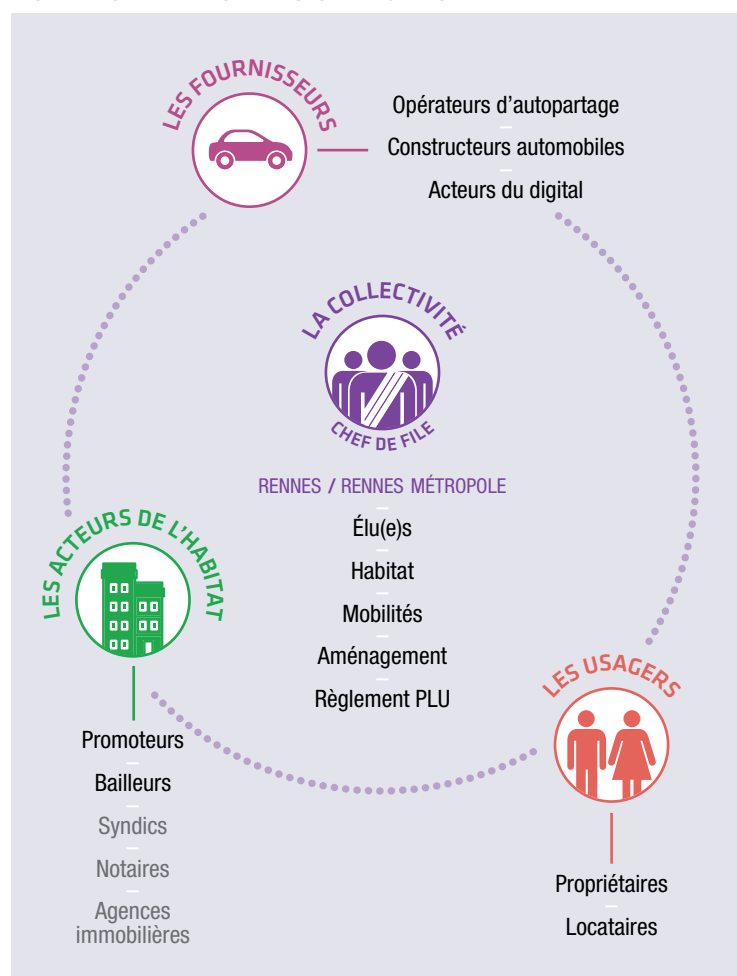 LES FOURNISSEURS
Opérateurs d'autopartage
Constructeurs automobiles
Acteurs du digital
LA COLLECTIVITÉ
CHEF DE FILE
RENNES / RENNES MÉTROPOLE
Élu(e)s
Habitat
Mobilités
Aménagement
Règlement PLU
LES ACTEURS DE L'HABITAT
Promoteurs
Bailleurs
Syndics
Notaires
Agences
immobilières
LES USAGERS
Propriétaires
Locataires